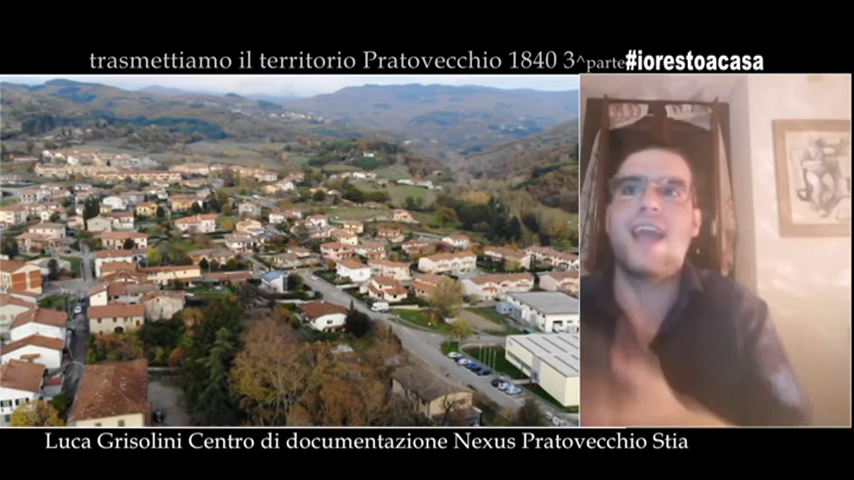 trasmettiamo il territorio Pratovecchio 1840 3^parte#iorestoacasa
Luca Grisolini Centro di documentazione Nexus Pratovecchio Stia